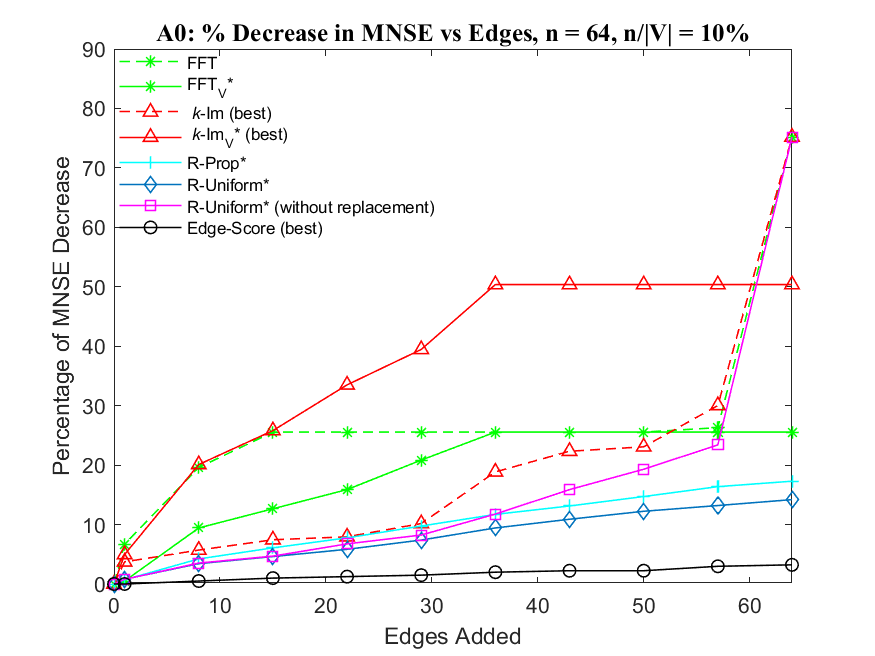 A0: % Decrease in MNSE vs Edges, n = 64, n/|V| = 10%
90
80
70
60
50
40
30
20
10
0
Percentage of MNSE Decrease
FFT
FFT_V*
k-Im (best)
k-Im_V* (best)
R-Prop*
R-Uniform*
R-Uniform* (without replacement)
Edge-Score (best)
0 10 20 30 40 50 60
Edges Added